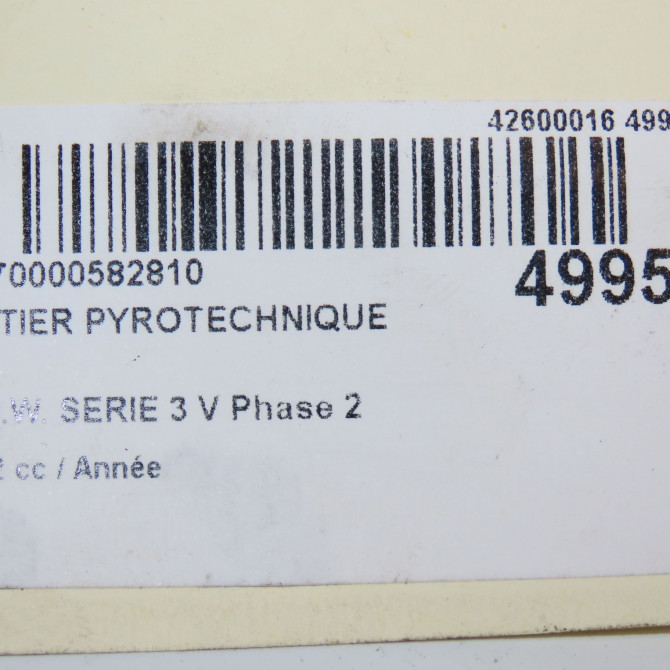 42600016 499
70000582810
4995
TIER PYROTECHNIQUE
.W. SERIE 3 V Phase 2
cc / Année